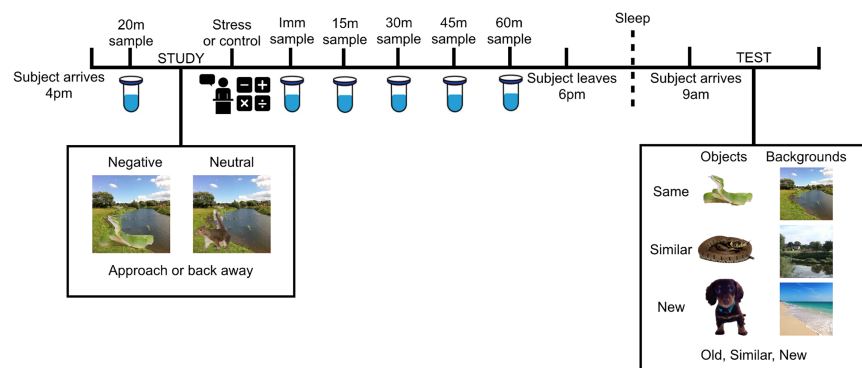 20m
sample
STUDY
Stress
or control
Imm
sample
15m
sample
30m
sample
45m
sample
60m
sample
Sleep
TEST
Subject arrives
4pm
Subject leaves
6pm
Subject arrives
9am
Negative
Neutral
Approach or back away
Objects
Backgrounds
Same
Similar
New
Old, Similar, New